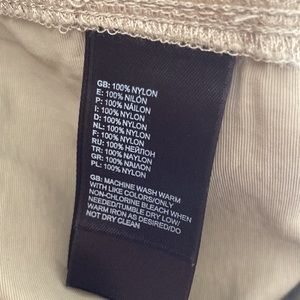 GB: 100% NYLON
E: 100% NILÓN
P: 100% NÁILON
I: 100% NYLON
D: 100% NYLON
NL: 100% NYLON
F: 100% NYLON
RU: 100% НЕЙЛОН
TR: 100% NAYLON
GR: 100% ΝΑΙΛΟΝ
PL: 100% NYLON
GB: MACHINE WASH WARM
WITH LIKE COLORS/ONLY
NON-CHLORINE BLEACH WHEN
NEEDED/TUMBLE DRY LOW/
WARM IRON AS DESIRED/DO
NOT DRY CLEAN